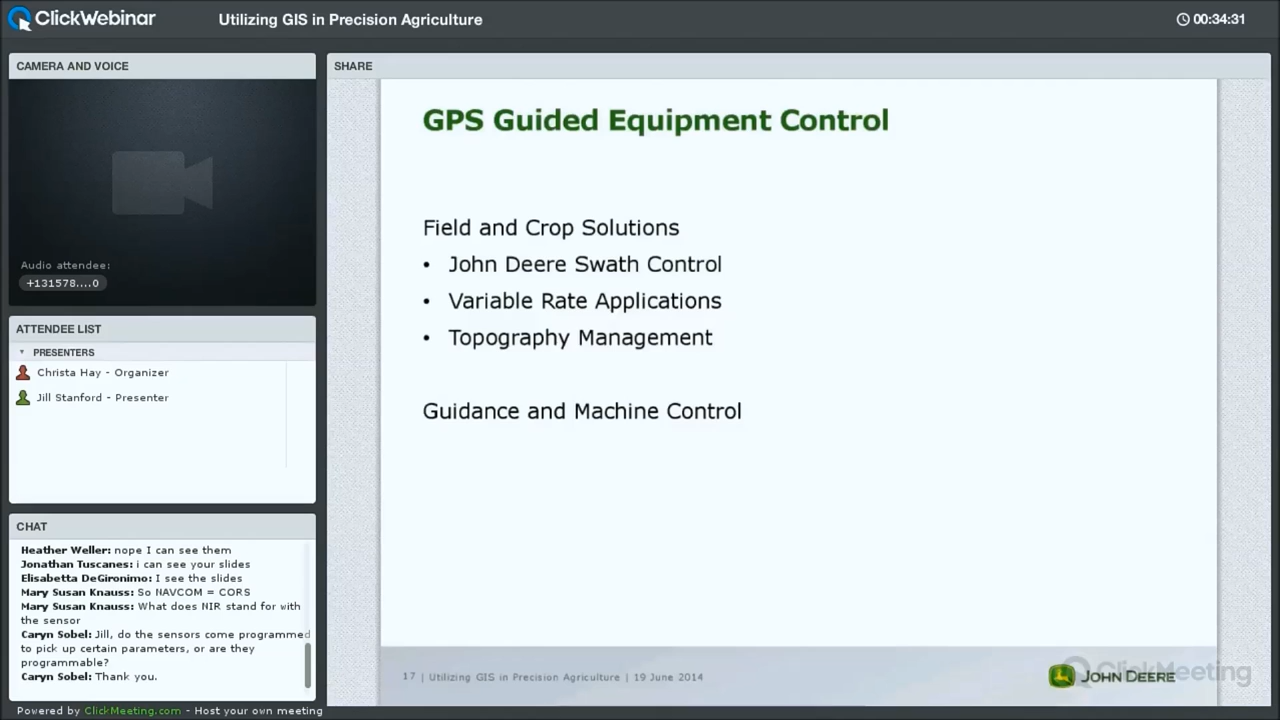 ClickWebinar
Utilizing GIS in Precision Agriculture
00:34:31
CAMERA AND VOICE
Audio attendee:
+131578....0
ATTENDEE LIST
PRESENTERS
Christa Hay - Organizer
Jill Stanford - Presenter
CHAT
Heather Weller: nope I can see them
Jonathan Tuscanes: i can see your slides
Elisabetta DeGironimo: I see the slides
Mary Susan Knauss: So NAVCOM = CORS
Mary Susan Knauss: What does NIR stand for with
the sensor
Caryn Sobel: Jill, do the sensors come programmed
to pick up certain parameters, or are they
programmable?
Caryn Sobel: Thank you.
Powered by ClickMeeting.com - Host your own meeting
SHARE
GPS Guided Equipment Control
Field and Crop Solutions
• John Deere Swath Control
• Variable Rate Applications
• Topography Management
Guidance and Machine Control
17 | Utilizing GIS in Precision Agriculture | 19 June 2014
JOHN DEERE
ClickMeeting